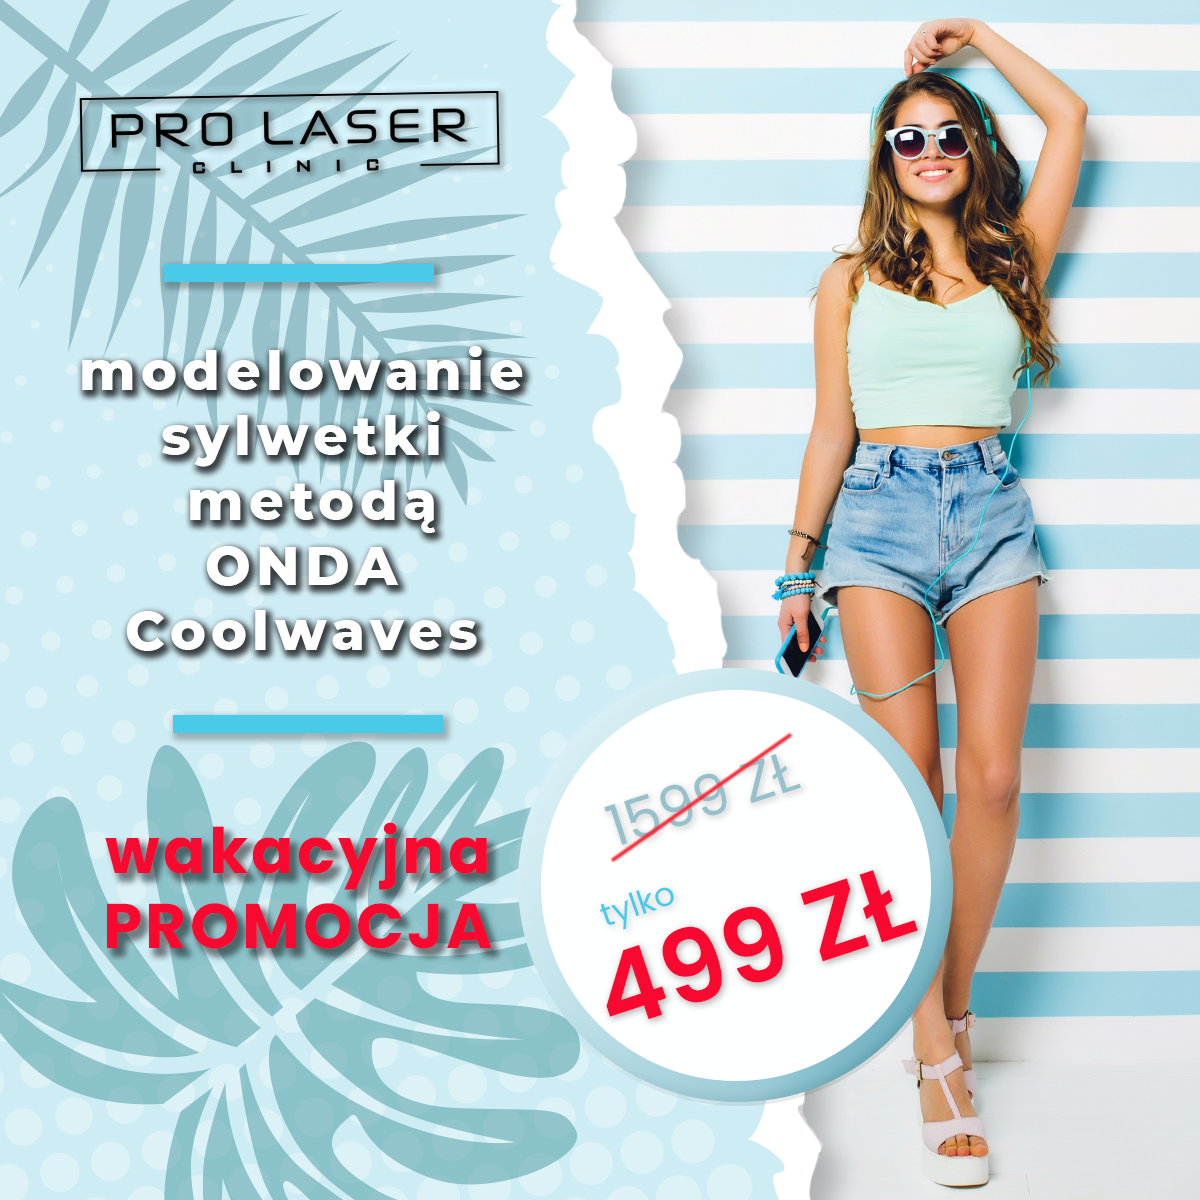 PRO LASER
CLINIC
modelowanie
sylwetki
metodą
ONDA
Coolwaves
wakacyjna
PROMOCJA
1599 ZŁ
tylko
499 ZŁ